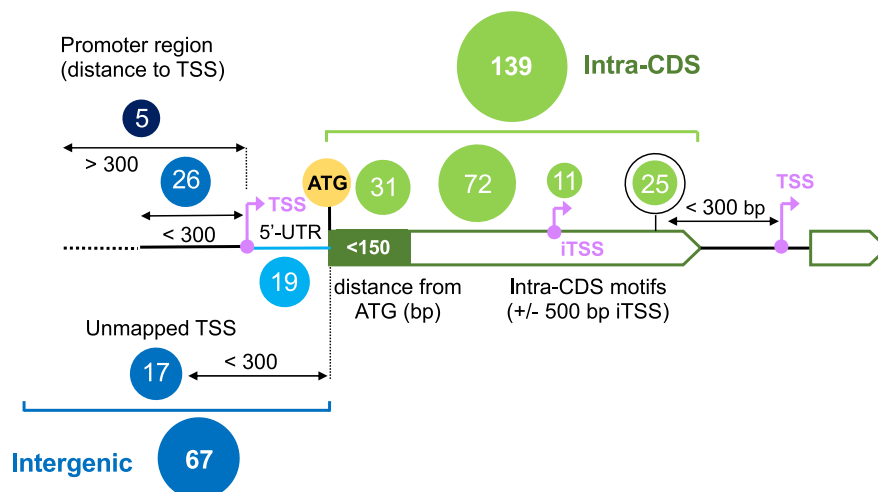 Promoter region
(distance to TSS)
5
> 300
26
< 300
TSS
5’-UTR
19
Unmapped TSS
17
< 300
Intergenic
67
139
Intra-CDS
ATG
31
72
11
25
TSS
< 300 bp
<150
iTSS
distance from
ATG (bp)
Intra-CDS motifs
(+/- 500 bp iTSS)